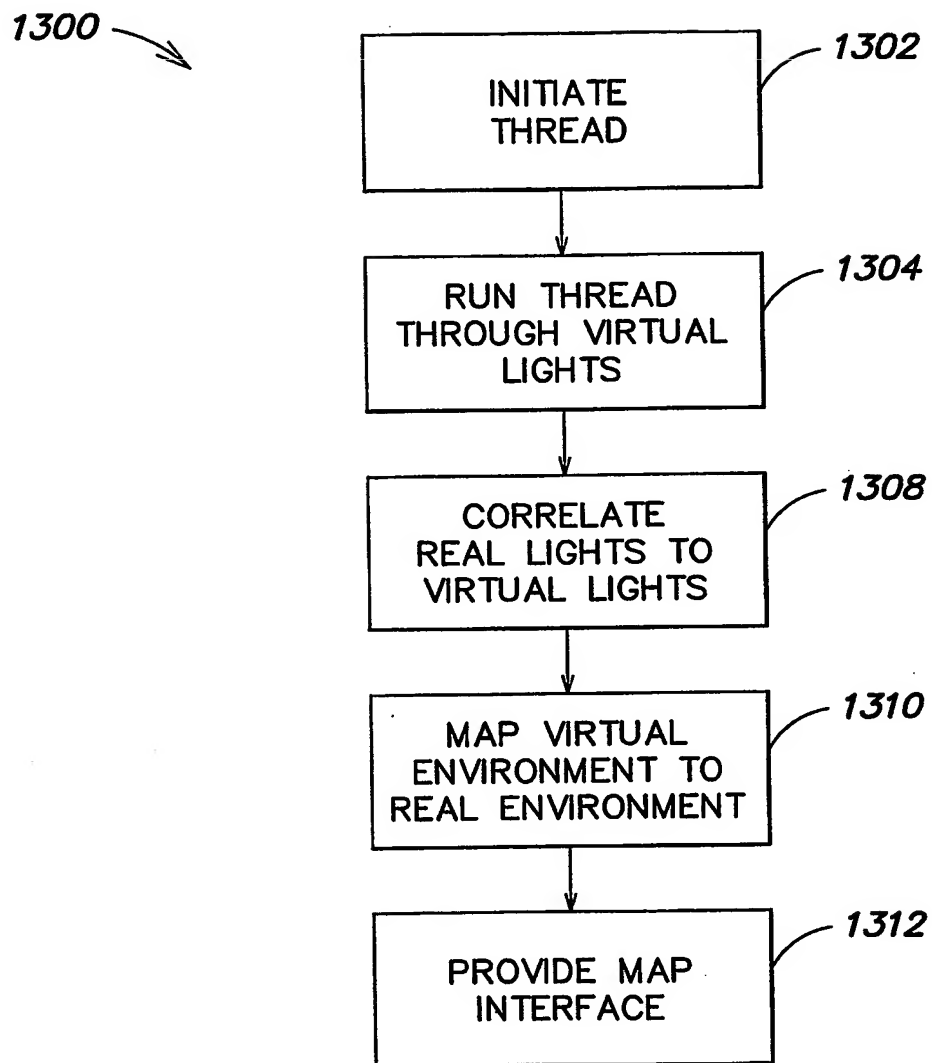 1300
1302
INITIATE
THREAD
1304
RUN THREAD
THROUGH VIRTUAL
LIGHTS
1308
CORRELATE
REAL LIGHTS TO
VIRTUAL LIGHTS
1310
MAP VIRTUAL
ENVIRONMENT TO
REAL ENVIRONMENT
1312
PROVIDE MAP
INTERFACE